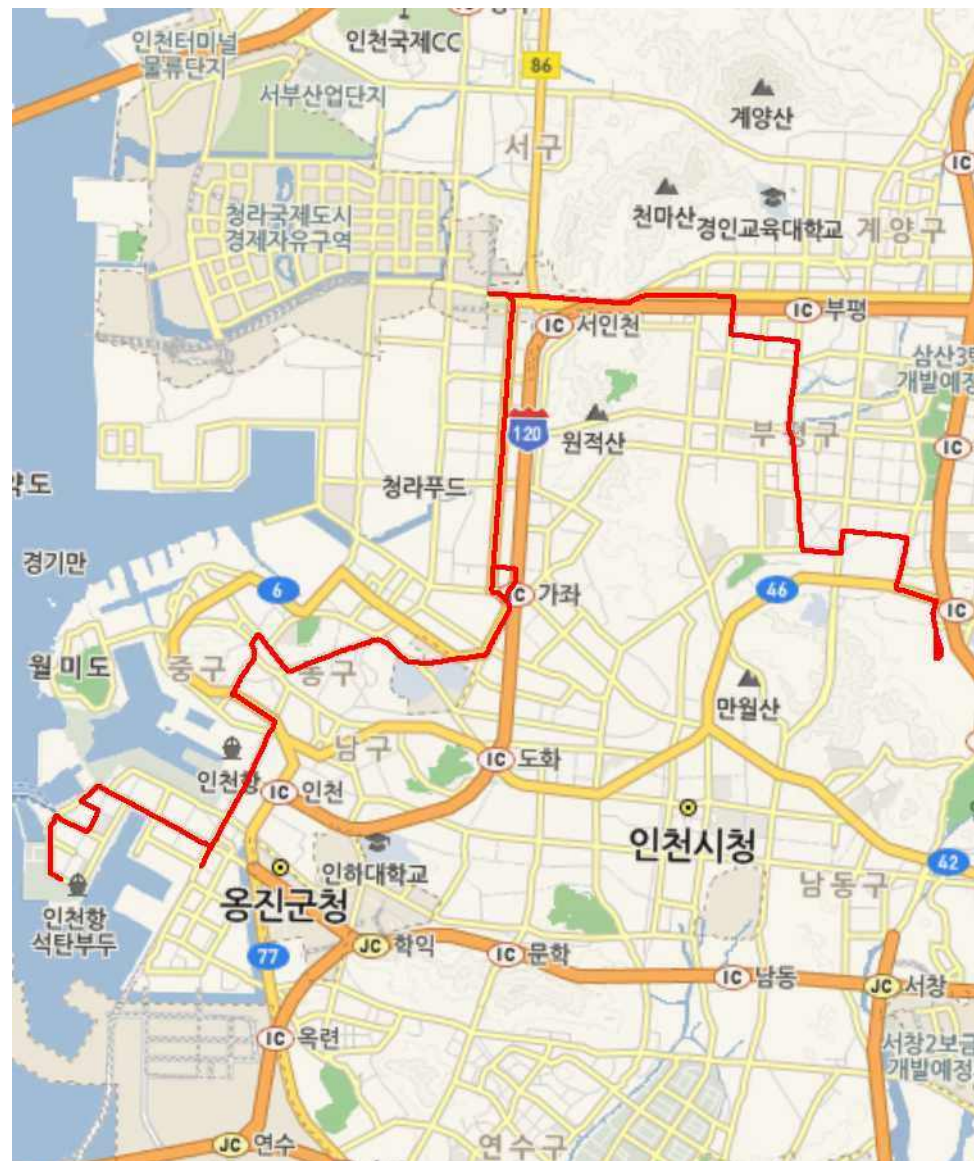 인천터미널
물류단지
인천국제CC
서부산업단지
86
계양산
서구
IC
천마산
경인교육대학교
계양구
청라국제도시
경제자유구역
IC 서인천
IC 부평
개발예정
120
원적산
부평구
IC
청라푸드
경기만
6
IC
가좌
46
IC
월미도
중구
동구
만월산
인천항
남구
IC 도화
IC 인천
인천시청
인하대학교
42
옹진군청
남동구
인천항
석탄부두
77
JC 학익
IC 문학
IC 남동
JC 서창
IC 옥련
서창2보금
개발예정
JC 연수
연수구